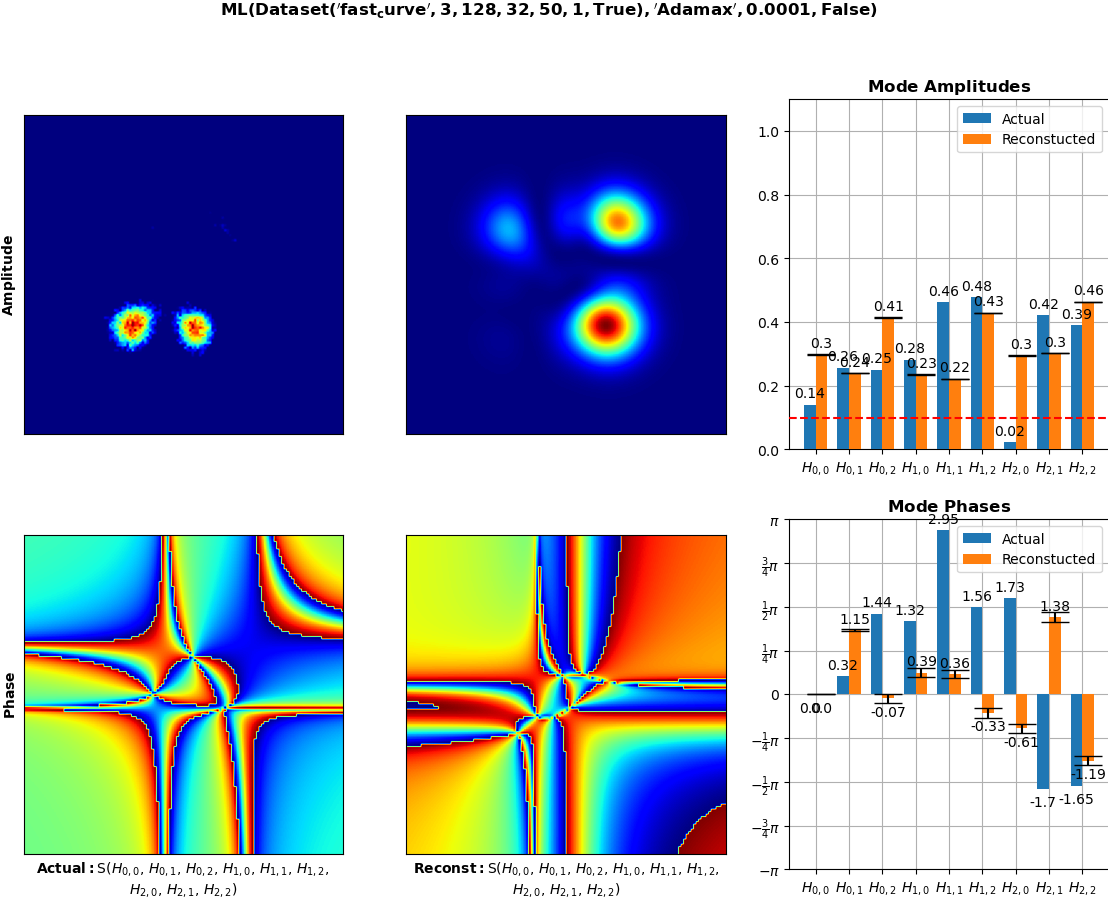 ML(Dataset('fast_curve', 3, 128, 32, 50, 1, True), 'Adamax', 0.0001, False)
Amplitude
Mode Amplitudes
Actual
Reconstucted
1.0
0.8
0.6
0.4
0.2
0.0
0.14
0.3
0.26
0.24
0.25
0.41
0.28
0.23
0.46
0.22
0.48
0.43
0.02
0.3
0.42
0.3
0.39
0.46
H0,0 H0,1 H0,2 H1,0 H1,1 H1,2 H2,0 H2,1 H2,2
Phase
Actual: S(H0,0, H0,1, H0,2, H1,0, H1,1, H1,2,
H2,0, H2,1, H2,2)
Reconst: S(H0,0, H0,1, H0,2, H1,0, H1,1, H1,2,
H2,0, H2,1, H2,2)
Mode Phases
Actual
Reconstucted
π
3/4π
1/2π
1/4π
0
−1/4π
−1/2π
−3/4π
−π
0.0
0.0
0.32
1.15
1.44
-0.07
1.32
0.39
2.95
0.36
1.56
-0.33
1.73
-0.61
-1.7
1.38
-1.65
-1.19
H0,0 H0,1 H0,2 H1,0 H1,1 H1,2 H2,0 H2,1 H2,2